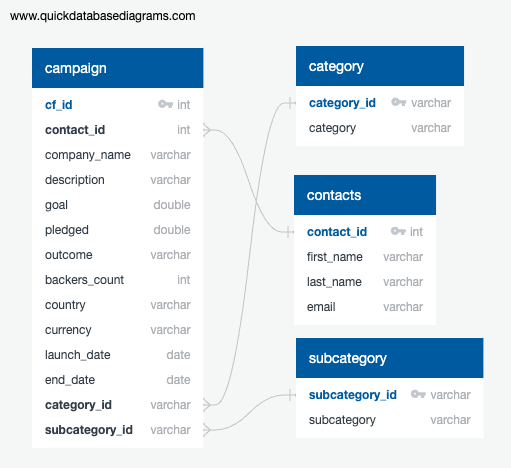 www.quickdatabasediagrams.com
campaign
cf_id int
contact_id int
company_name varchar
description varchar
goal double
pledged double
outcome varchar
backers_count int
country varchar
currency varchar
launch_date date
end_date date
category_id varchar
subcategory_id varchar
category
category_id varchar
category varchar
contacts
contact_id int
first_name varchar
last_name varchar
email varchar
subcategory
subcategory_id varchar
subcategory varchar